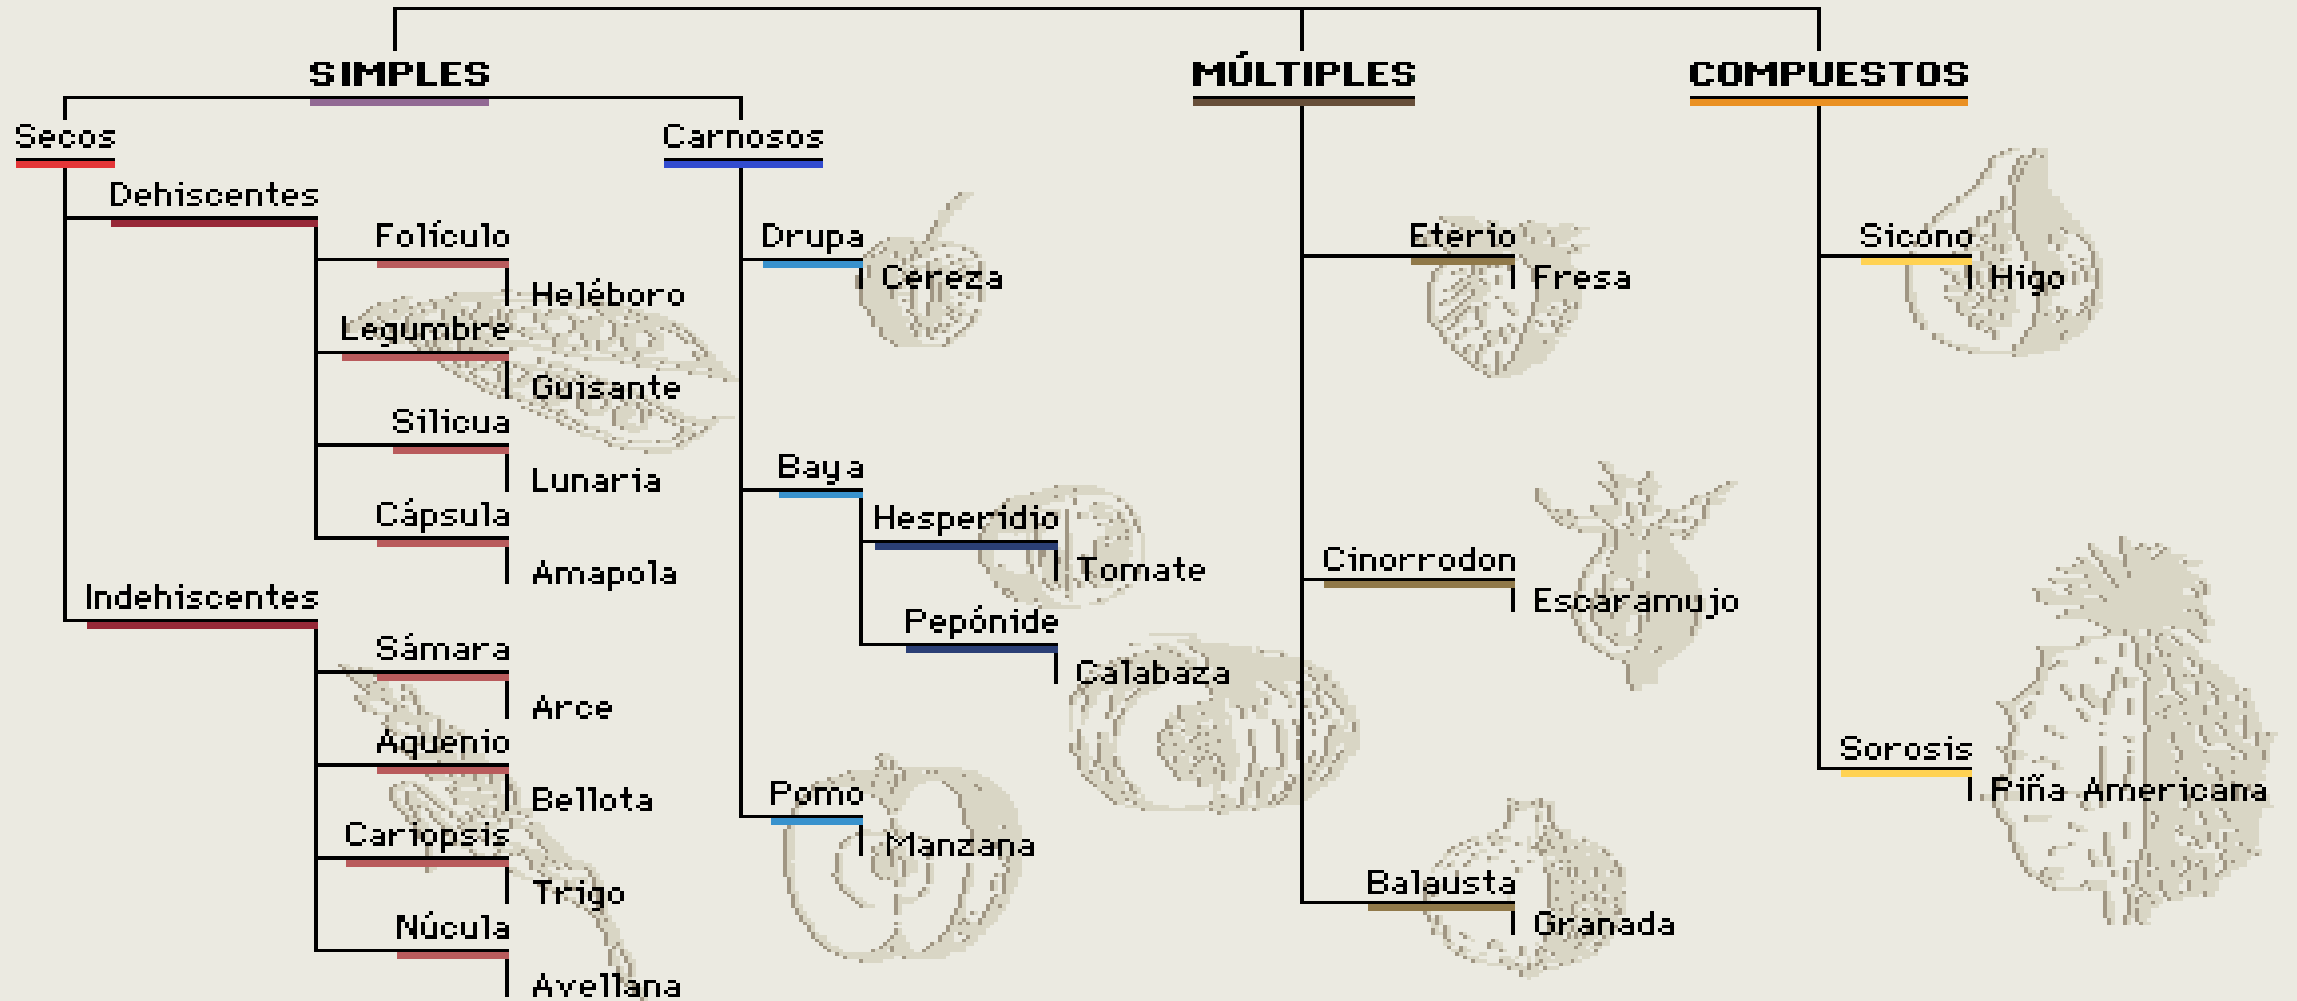 SIMPLES
Secos
Dehiscentes
Folículo
Heléboro
Legumbre
Guisante
Silicua
Lunaria
Cápsula
Amapola
Indehiscentes
Sámara
Arce
Aquenio
Bellota
Cariopsis
Trigo
Núcula
Avellana
Carnosos
Drupa
Cereza
Baya
Hesperidio
Tomate
Pepónide
Calabaza
Pomo
Manzana
MÚLTIPLES
Eterio
Fresa
Cinorrodon
Escaramujo
Balausta
Granada
COMPUESTOS
Sicono
Higo
Sorosis
Piña Americana